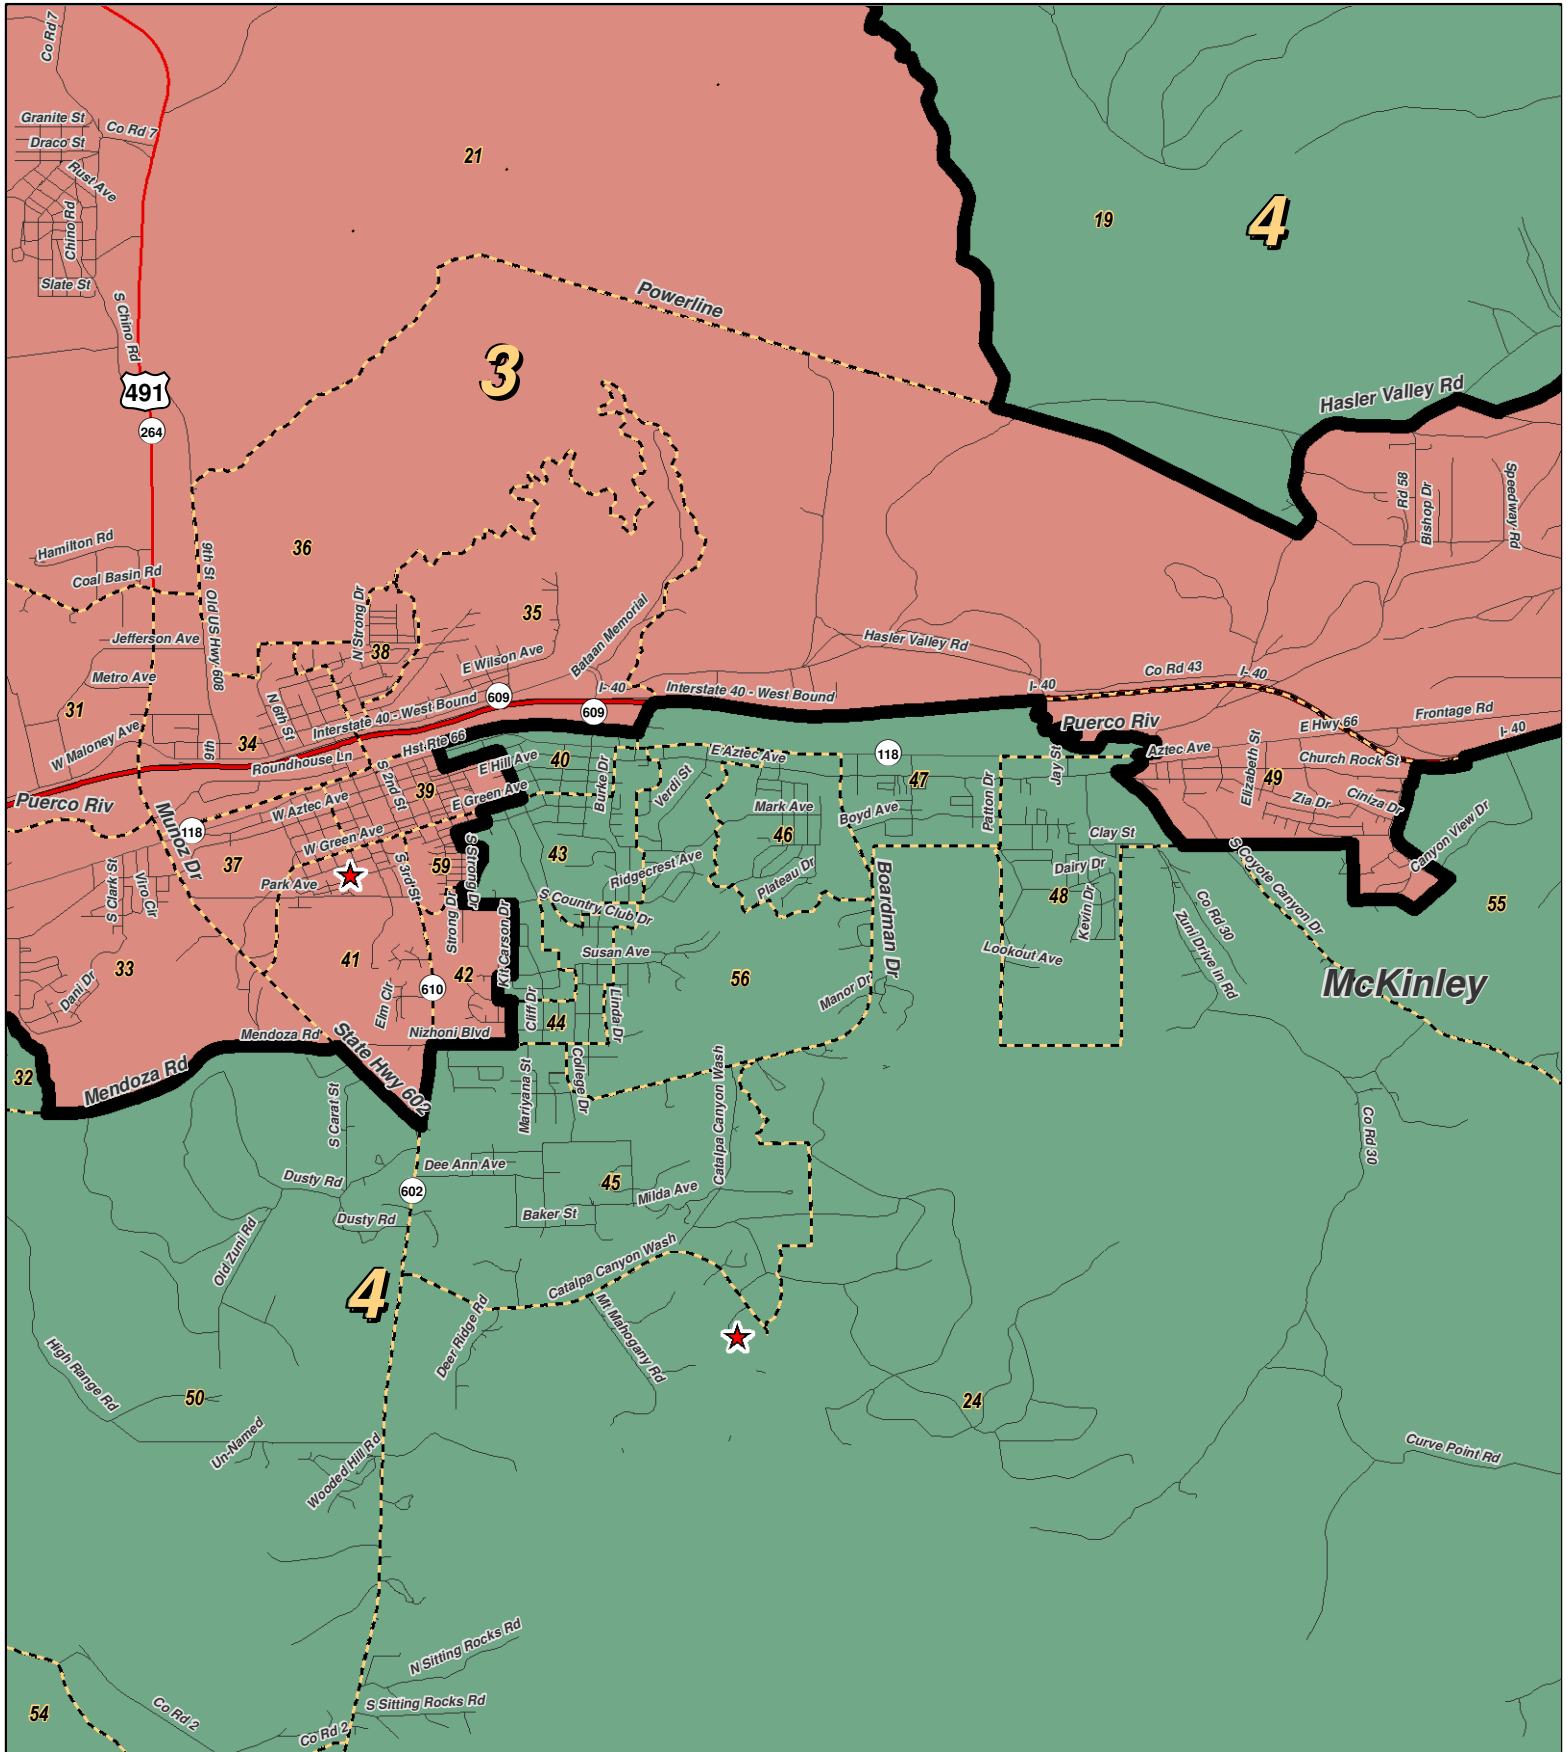 Co Rd 7
Granite St
Co Rd 7
Draco St
Rust Ave
Chino Rd
Slate St
S Chino Rd
491
264
21
19
4
Powerline
3
Hasler Valley Rd
Rd 58
Bishop Dr
Speedway Rd
Hamilton Rd
Coal Basin Rd
9th St
Old US Hwy 608
36
35
N Strong Dr
38
Bataan Memorial
E Wilson Ave
Jefferson Ave
Metro Ave
31
W Maloney Ave
34
9th
N 6th St
Interstate 40 - West Bound
609
I- 40
609
Interstate 40 - West Bound
Hasler Valley Rd
I- 40
Co Rd 43
I- 40
Puerco Riv
E Hwy 66
Frontage Rd
I- 40
Roundhouse Ln
Hst Rte 66
Puerco Riv
118
Munoz Dr
W Aztec Ave
S 2nd St
39
E Hill Ave
E Green Ave
40
Burke Dr
Verdi St
E Aztec Ave
118
47
Mark Ave
46
Boyd Ave
Patton Dr
Jay St
Aztec Ave
Elizabeth St
Church Rock St
49
Zia Dr
Ciniza Dr
Canyon View Dr
Clay St
W Green Ave
37
Park Ave
S 3rd St
59
S Strong Dr
43
Ridgecrest Ave
Plateau Dr
Boardman Dr
Dairy Dr
48
Kevin Dr
Lookout Ave
Co Rd 30
Zuni Drive In Rd
S Coyote Canyon Dr
55
McKinley
S Clark St
Viro Cir
33
Dani Dr
41
Elm Cir
610
42
Strong Dr
Kit Carson Dr
S Country Club Dr
Susan Ave
56
Manor Dr
Cliff Dr
44
Linda Dr
Nizhoni Blvd
Mendoza Rd
State Hwy 602
Mendoza Rd
32
S Carat St
Mariyana St
College Dr
Catalpa Canyon Wash
Co Rd 30
Dusty Rd
Dee Ann Ave
602
45
Milda Ave
Baker St
Dusty Rd
Old Zuni Rd
Catalpa Canyon Wash
4
Deer Ridge Rd
Mt Mahogany Rd
High Range Rd
50
24
Un-Named
Wooded Hill Rd
Curve Point Rd
N Sitting Rocks Rd
S Sitting Rocks Rd
54
Co Rd 2
Co Rd 2